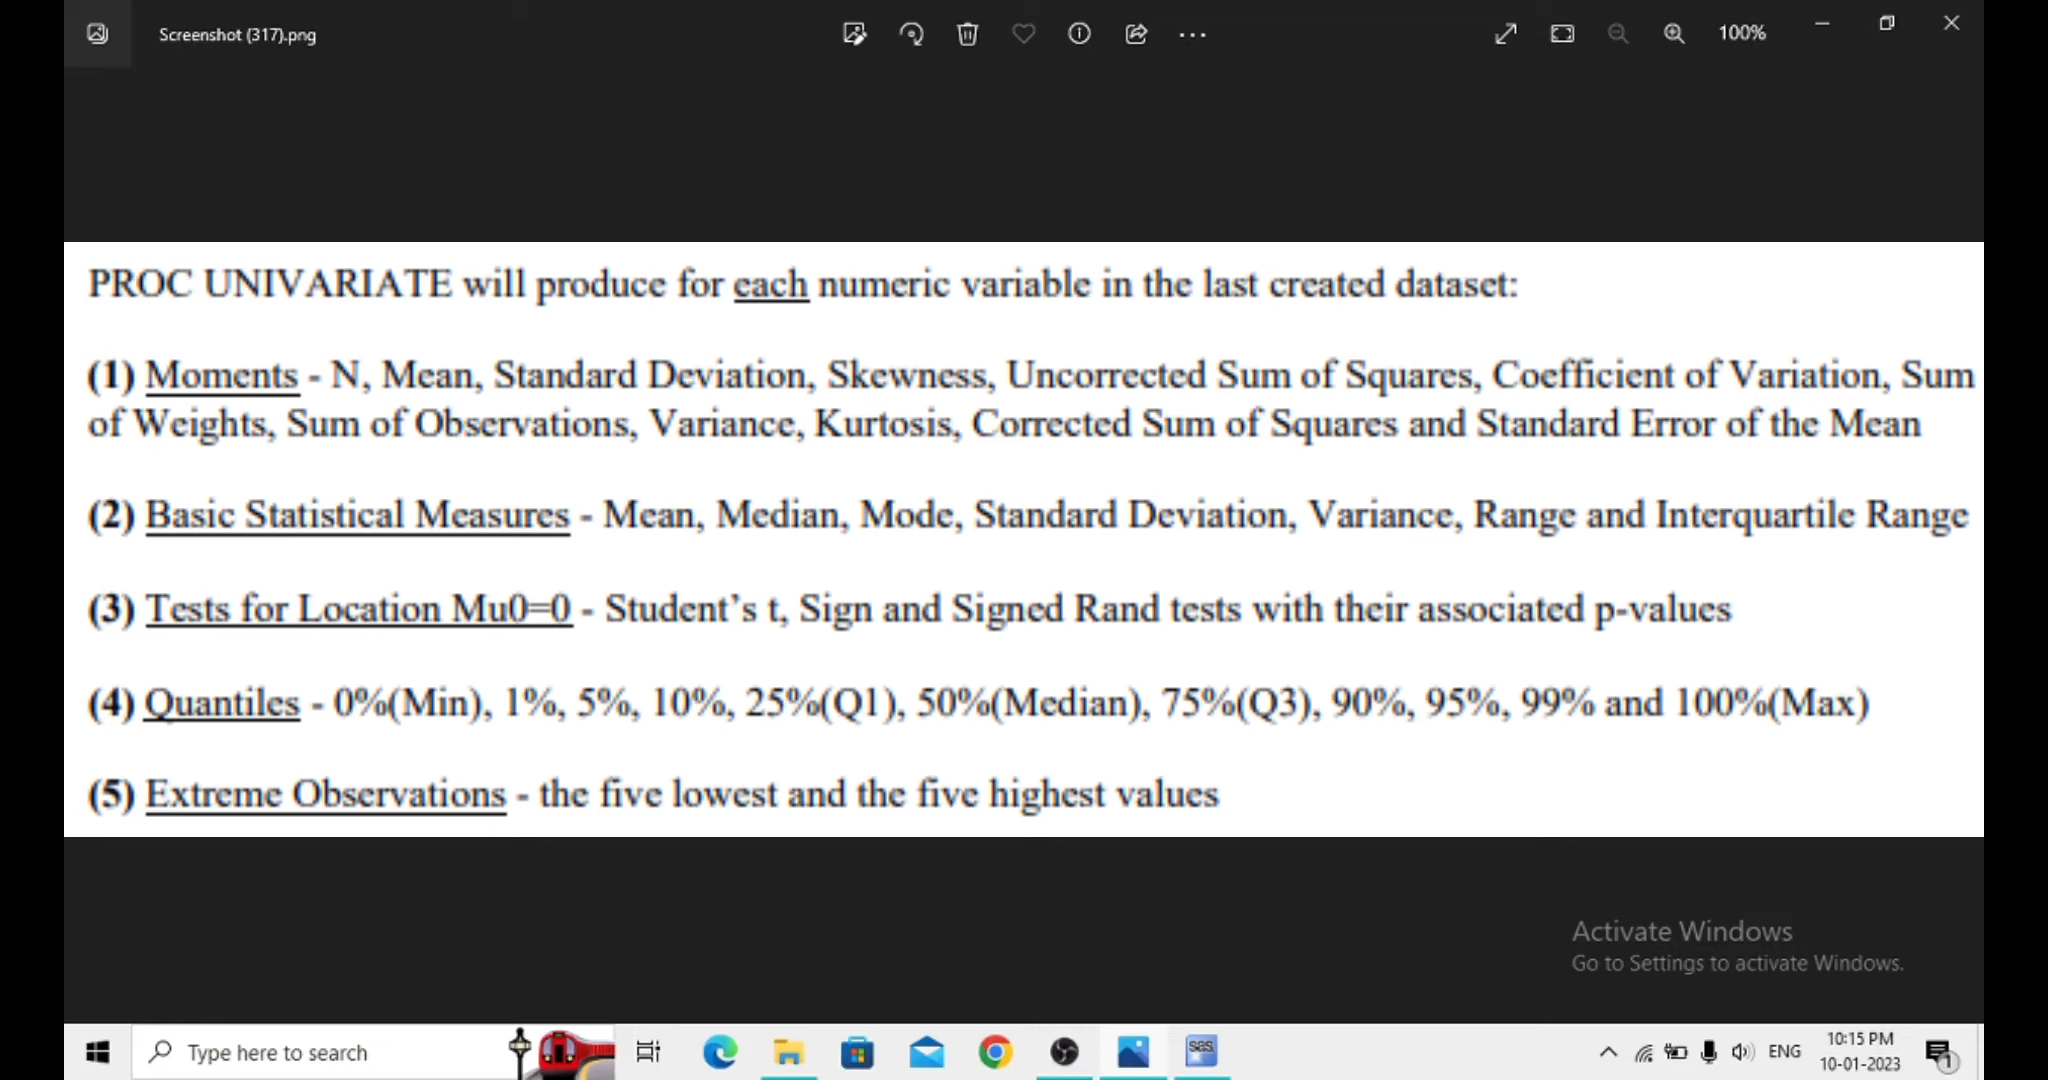 Screenshot (317).png
100%
PROC UNIVARIATE will produce for each numeric variable in the last created dataset:
(1) Moments - N, Mean, Standard Deviation, Skewness, Uncorrected Sum of Squares, Coefficient of Variation, Sum
of Weights, Sum of Observations, Variance, Kurtosis, Corrected Sum of Squares and Standard Error of the Mean
(2) Basic Statistical Measures - Mean, Median, Mode, Standard Deviation, Variance, Range and Interquartile Range
(3) Tests for Location Mu0=0 - Student’s t, Sign and Signed Rand tests with their associated p-values
(4) Quantiles - 0%(Min), 1%, 5%, 10%, 25%(Q1), 50%(Median), 75%(Q3), 90%, 95%, 99% and 100%(Max)
(5) Extreme Observations - the five lowest and the five highest values
Activate Windows
Go to Settings to activate Windows.
Type here to search
sas
ENG
10:15 PM
10-01-2023
1